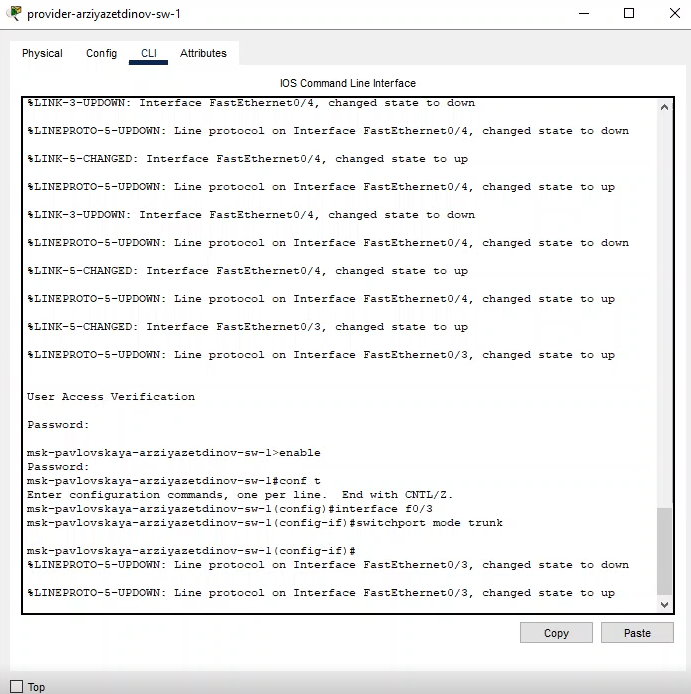 provider-arziyazetdinov-sw-1
Physical Config CLI Attributes
IOS Command Line Interface
%LINK-3-UPDOWN: Interface FastEthernet0/4, changed state to down
%LINEPROTO-5-UPDOWN: Line protocol on Interface FastEthernet0/4, changed state to down
%LINK-5-CHANGED: Interface FastEthernet0/4, changed state to up
%LINEPROTO-5-UPDOWN: Line protocol on Interface FastEthernet0/4, changed state to up
%LINK-3-UPDOWN: Interface FastEthernet0/4, changed state to down
%LINEPROTO-5-UPDOWN: Line protocol on Interface FastEthernet0/4, changed state to down
%LINK-5-CHANGED: Interface FastEthernet0/4, changed state to up
%LINEPROTO-5-UPDOWN: Line protocol on Interface FastEthernet0/4, changed state to up
%LINK-5-CHANGED: Interface FastEthernet0/3, changed state to up
%LINEPROTO-5-UPDOWN: Line protocol on Interface FastEthernet0/3, changed state to up
User Access Verification
Password:
msk-pavlovskaya-arziyazetdinov-sw-1>enable
Password:
msk-pavlovskaya-arziyazetdinov-sw-1#conf t
Enter configuration commands, one per line.  End with CNTL/Z.
msk-pavlovskaya-arziyazetdinov-sw-1(config)#interface f0/3
msk-pavlovskaya-arziyazetdinov-sw-1(config-if)#switchport mode trunk
msk-pavlovskaya-arziyazetdinov-sw-1(config-if)#
%LINEPROTO-5-UPDOWN: Line protocol on Interface FastEthernet0/3, changed state to down
%LINEPROTO-5-UPDOWN: Line protocol on Interface FastEthernet0/3, changed state to up
Copy Paste
Top